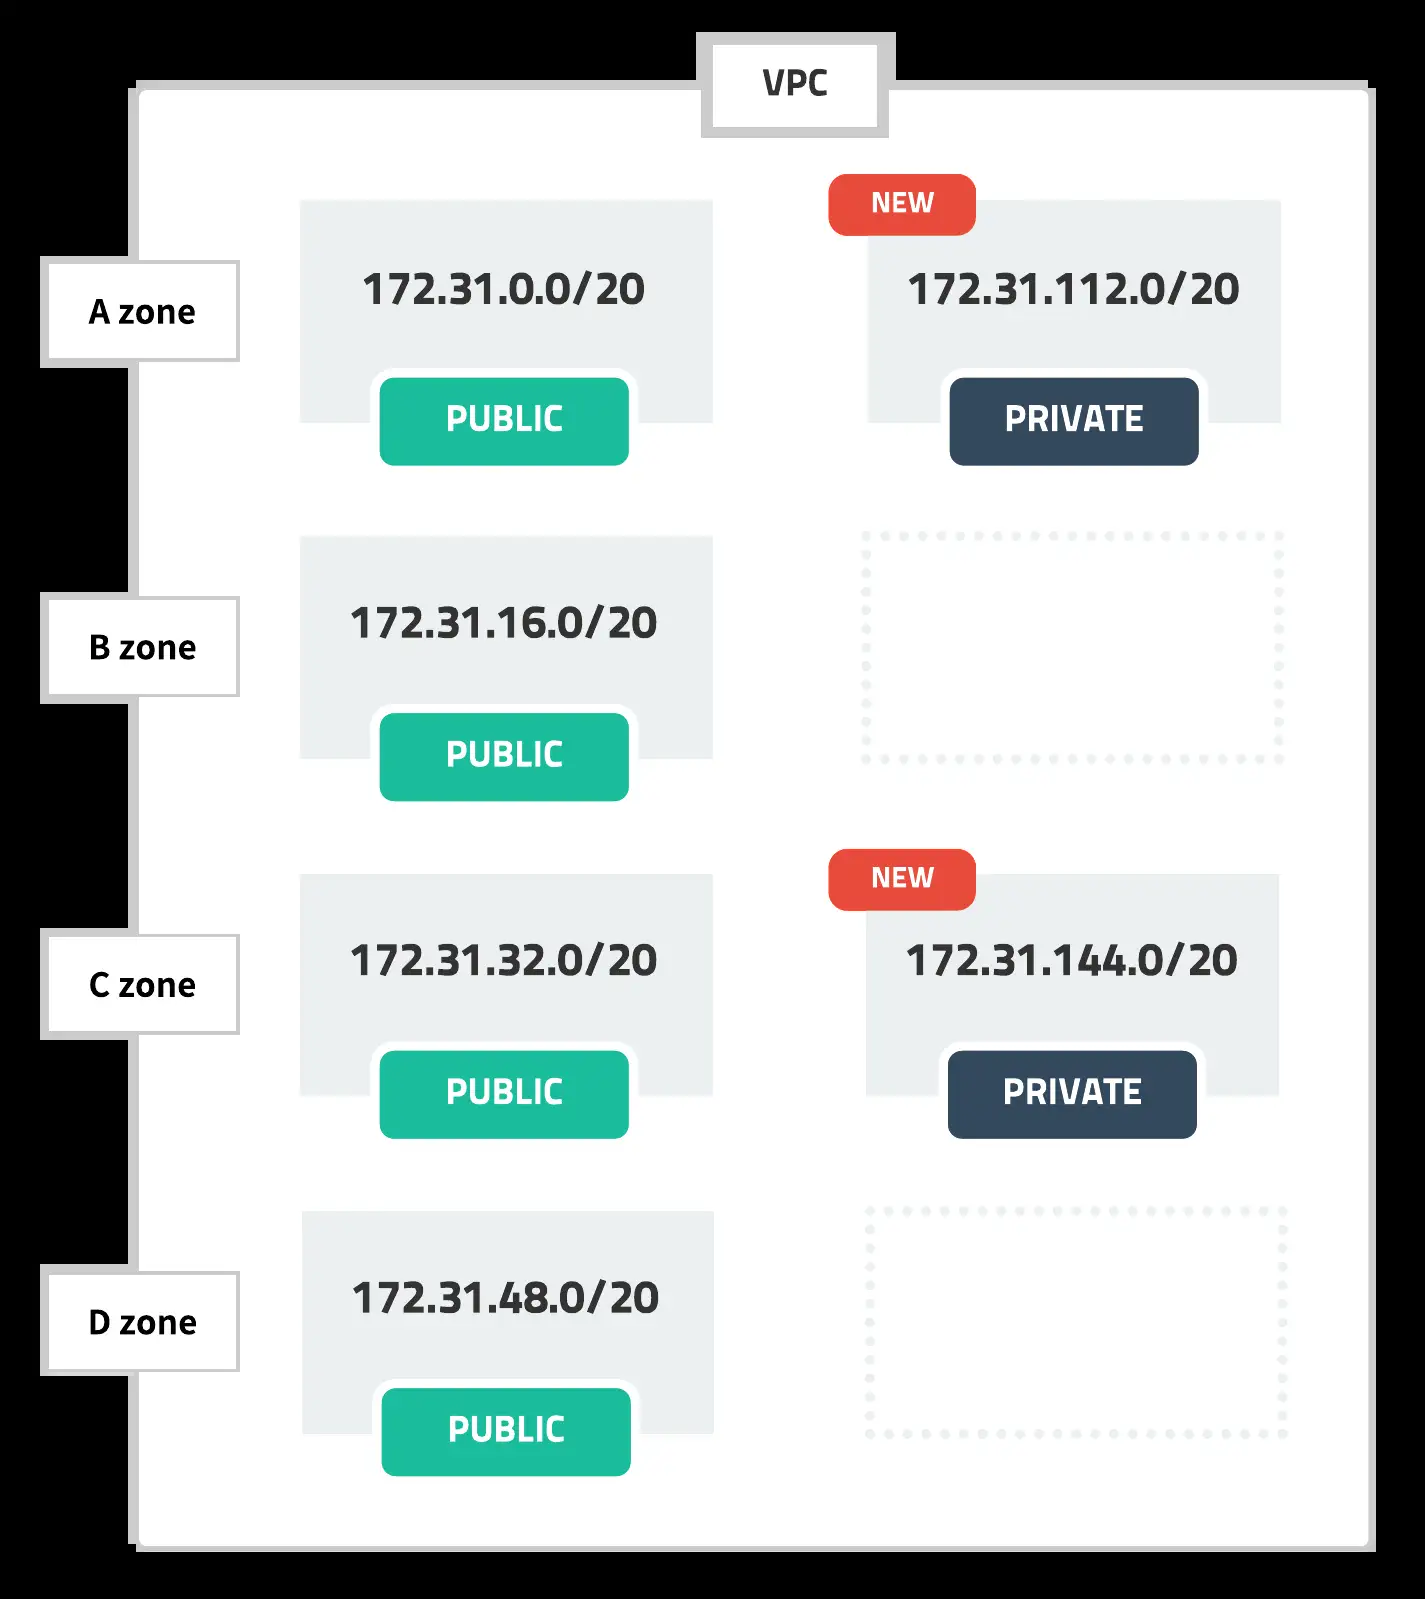 VPC
NEW
A zone
172.31.0.0/20
172.31.112.0/20
PUBLIC
PRIVATE
B zone
172.31.16.0/20
PUBLIC
NEW
C zone
172.31.32.0/20
172.31.144.0/20
PUBLIC
PRIVATE
D zone
172.31.48.0/20
PUBLIC